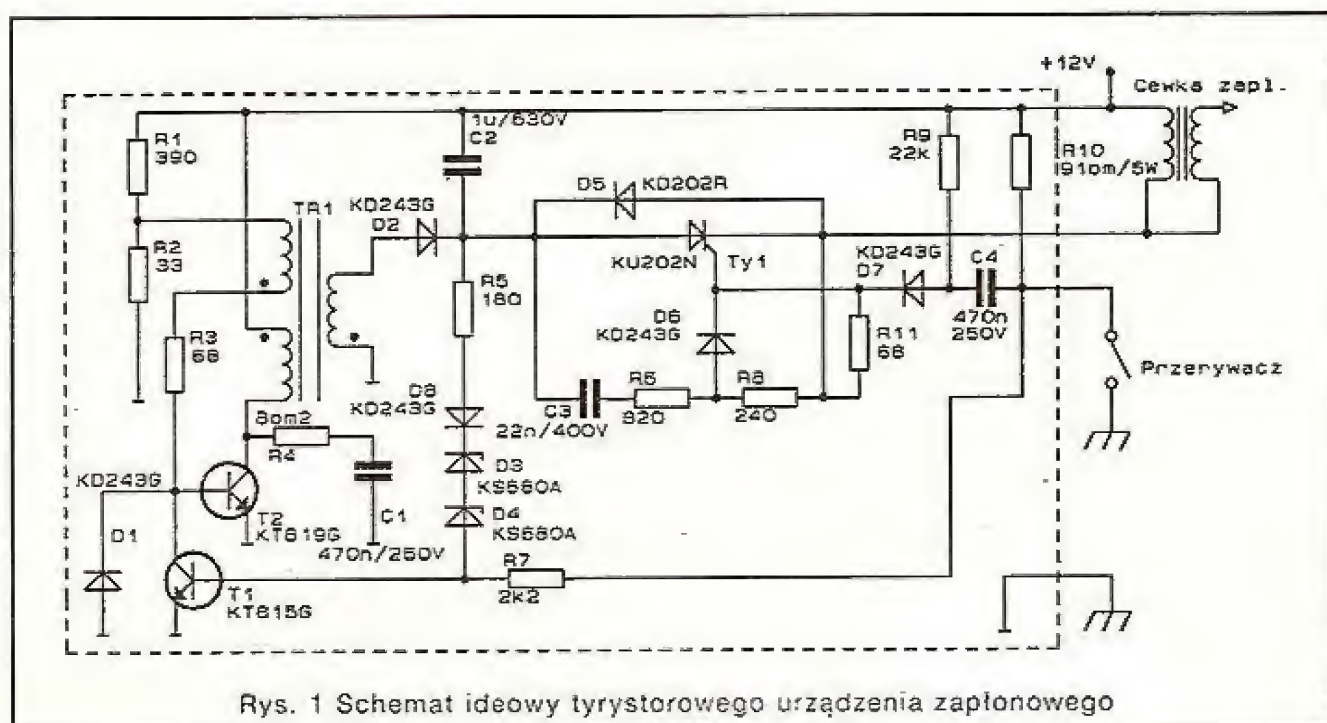 +12V
Cewka zapł.
R1
390
R2
33
TR1
KD243G
D2
1u/630V
C2
D5
KD202R
R9
22k
R10
91om/5W
KU202N
Ty1
KD243G
D7
C4
470n
250V
R5
180
D6
KD243G
R11
68
R3
68
Przerywacz
8om2
R4
D8
KD243G
C3
22n/400V
R6
820
R8
240
D3
KS680A
D4
KS680A
KD243G
D1
T2
KT819G
C1
470n/250V
T1
KT815G
R7
2k2
Rys. 1 Schemat ideowy tyrystorowego urządzenia zapłonowego